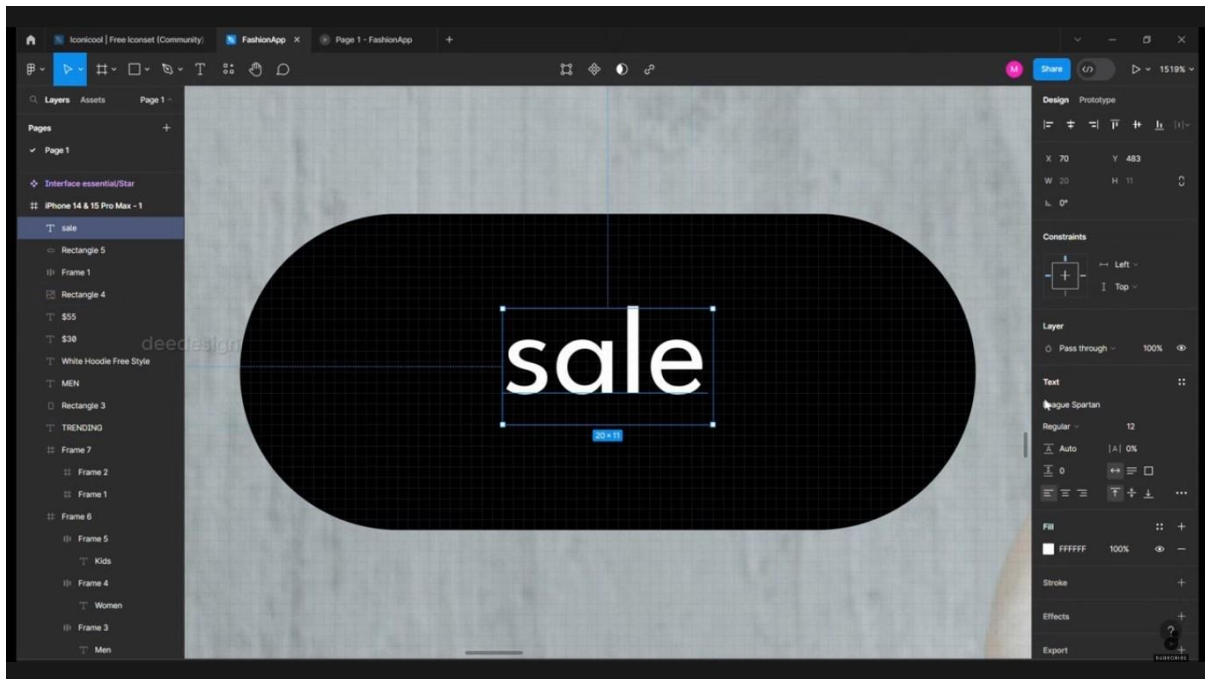 Iconicool | Free Iconset (Community)
FashionApp
Page 1 - FashionApp
M
Share
1519%
Layers Assets Page 1
Pages
Page 1
Interface essential/Star
iPhone 14 & 15 Pro Max - 1
sale
Rectangle 5
Frame 1
Rectangle 4
$55
$30
White Hoodie Free Style
MEN
Rectangle 3
TRENDING
Frame 7
Frame 2
Frame 1
Frame 6
Frame 5
Kids
Frame 4
Women
Frame 3
Men
deedesign
sale
20 × 11
Design Prototype
X 70 Y 483
W 20 H 11
0°
Constraints
Left
Top
Layer
Pass through 100%
Text
ague Spartan
Regular 12
Auto |A| 0%
0
Fill
FFFFFF 100%
Stroke
Effects
?
Export
SUBSCRIBE